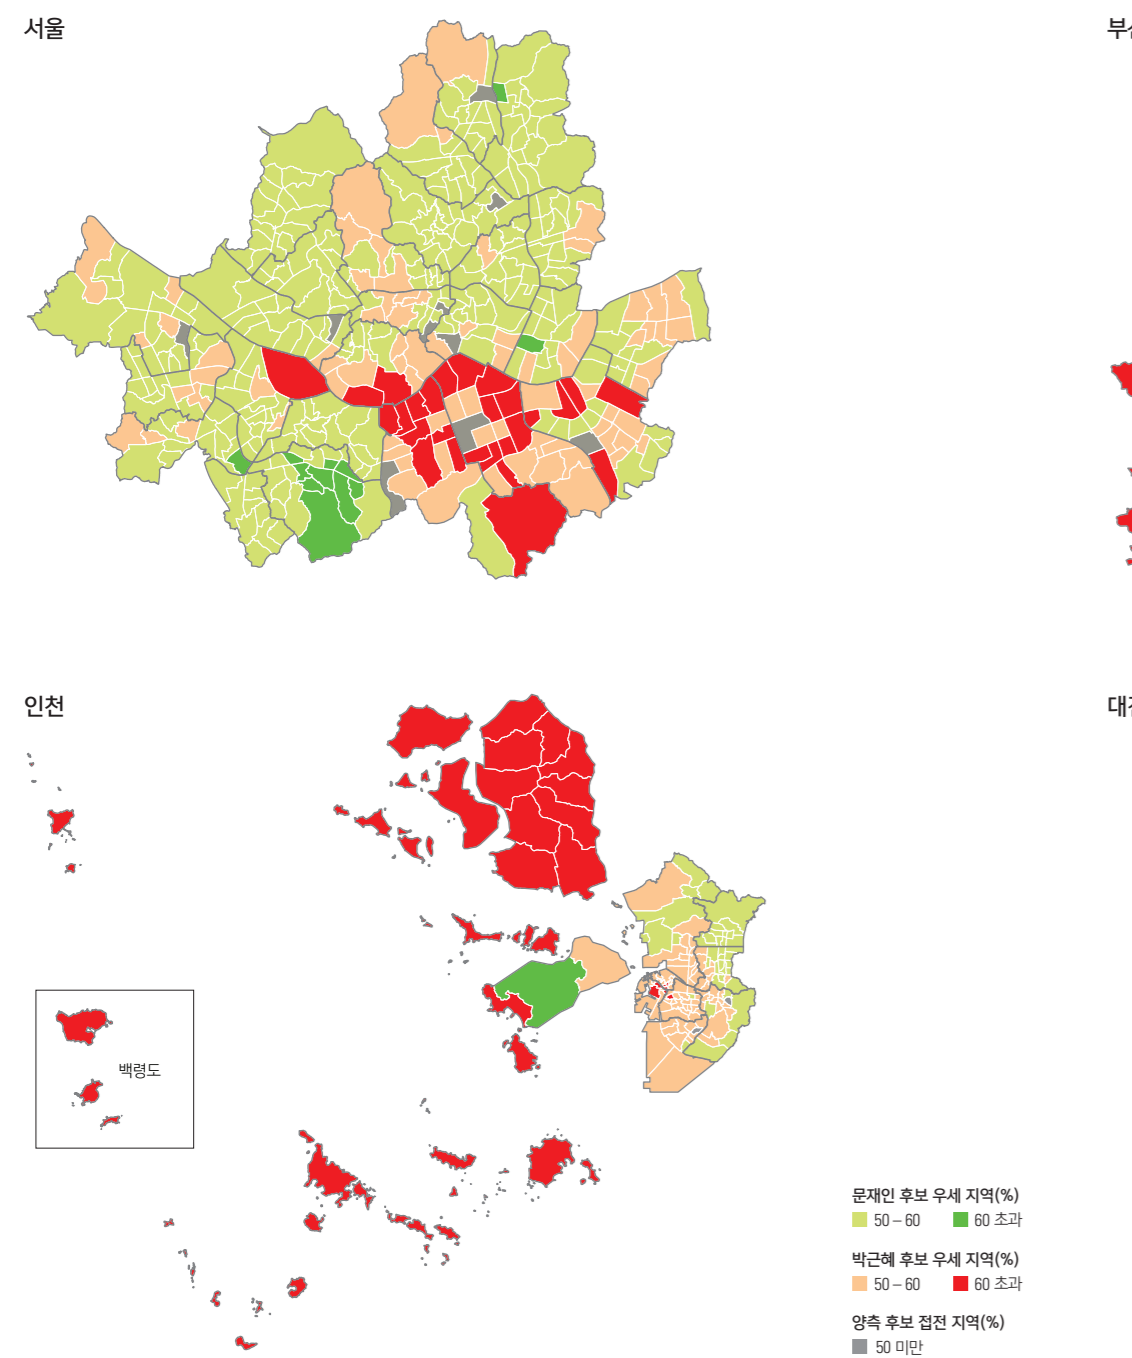 서울
인천
백령도
문재인 후보 우세 지역(%)
50 – 60 60 초과
박근혜 후보 우세 지역(%)
50 – 60 60 초과
양측 후보 접전 지역(%)
50 미만